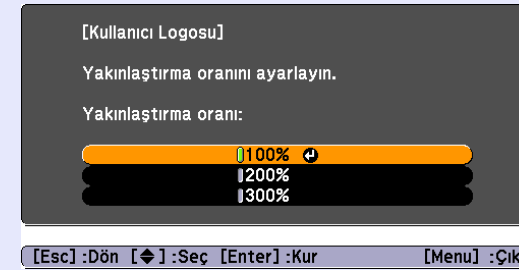 [Kullanıcı Logosu]
Yakınlaştırma oranını ayarlayın.
Yakınlaştırma oranı:
100%
200%
300%
[Esc] :Dön [◆] :Seç [Enter] :Kur [Menu] :Çık